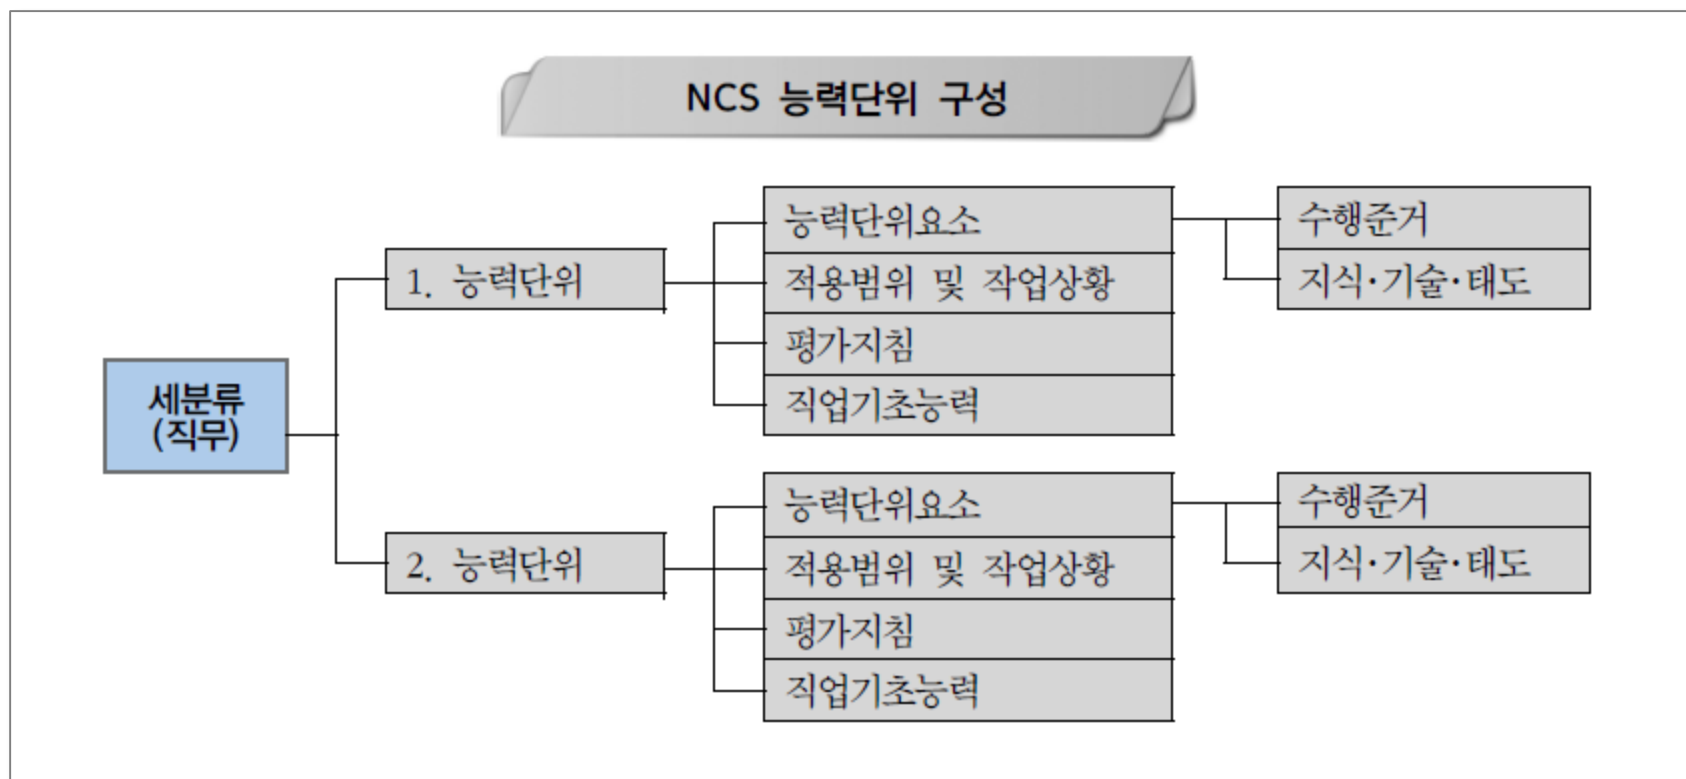 NCS 능력단위 구성
세분류
(직무)
1. 능력단위
능력단위요소
적용범위 및 작업상황
평가지침
직업기초능력
수행준거
지식·기술·태도
2. 능력단위
능력단위요소
적용범위 및 작업상황
평가지침
직업기초능력
수행준거
지식·기술·태도